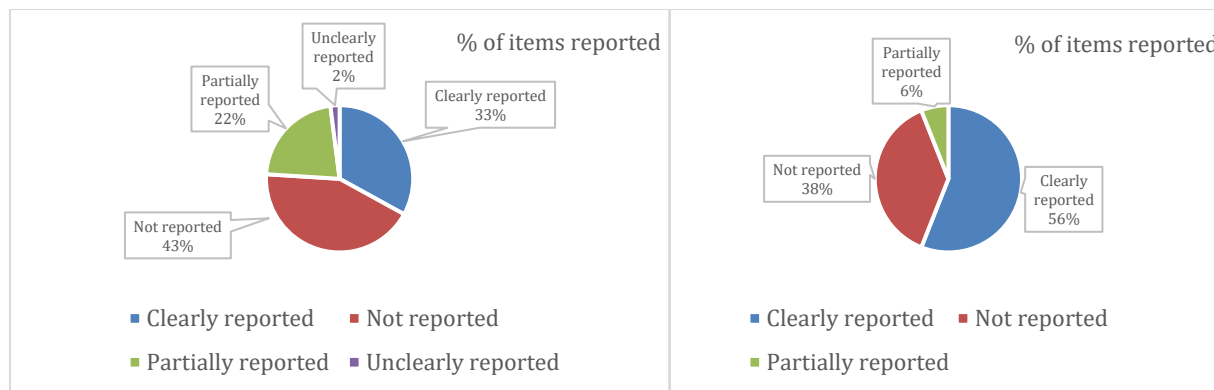 % of items reported
Unclearly
reported
2%
Partially
reported
22%
Clearly reported
33%
Not reported
43%
Clearly reported
Not reported
Partially reported
Unclearly reported
% of items reported
Partially
reported
6%
Not reported
38%
Clearly
reported
56%
Clearly reported
Not reported
Partially reported